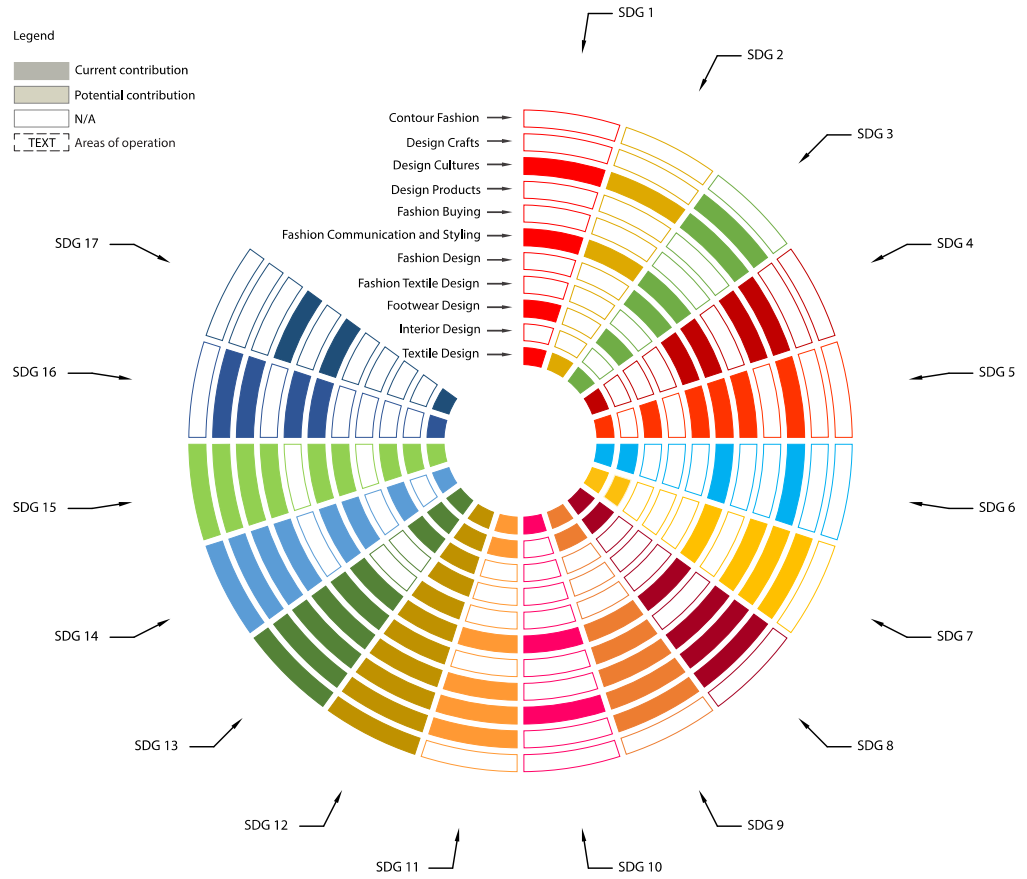 Legend
Current contribution
Potential contribution
N/A
TEXT Areas of operation
SDG 1
SDG 2
SDG 3
SDG 4
SDG 5
SDG 6
SDG 7
SDG 8
SDG 9
SDG 10
SDG 11
SDG 12
SDG 13
SDG 14
SDG 15
SDG 16
SDG 17
Contour Fashion
Design Crafts
Design Cultures
Design Products
Fashion Buying
Fashion Communication and Styling
Fashion Design
Fashion Textile Design
Footwear Design
Interior Design
Textile Design